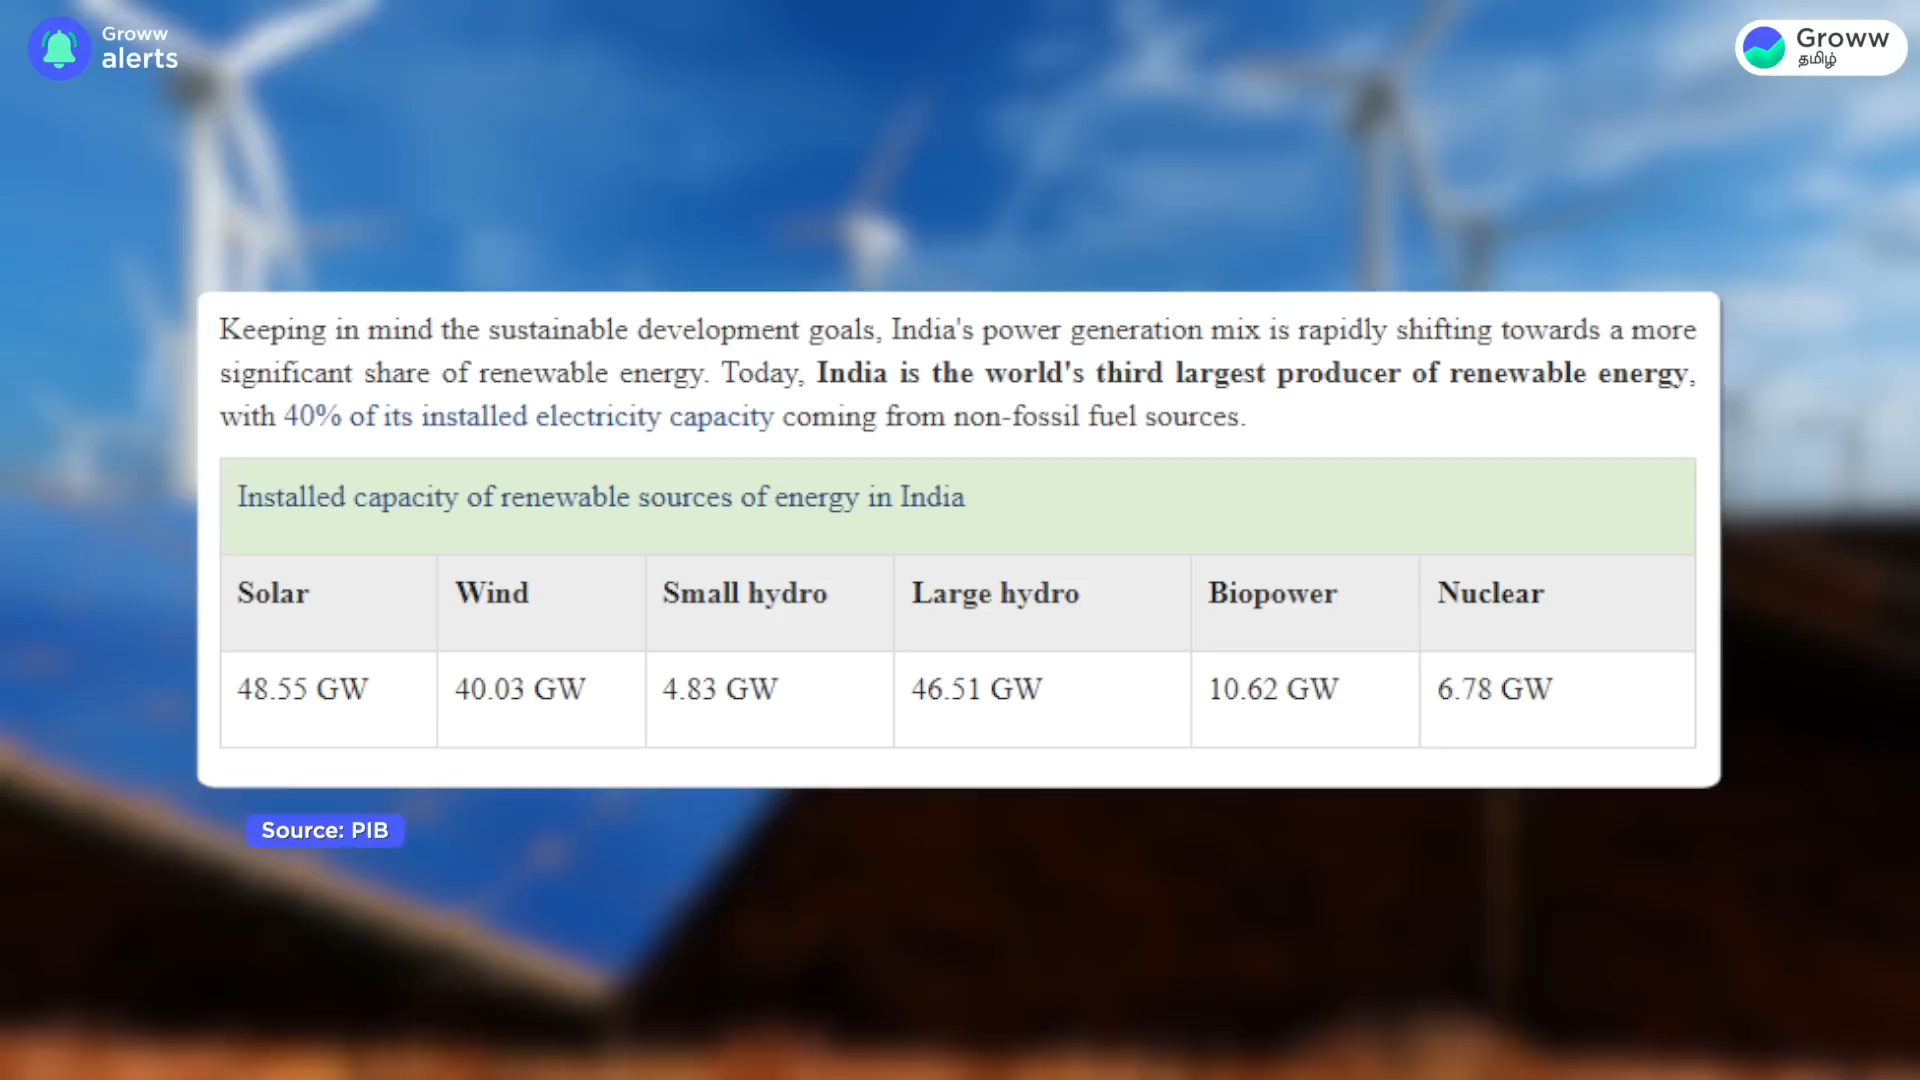 Groww
alerts
Groww
தமிழ்
Keeping in mind the sustainable development goals, India's power generation mix is rapidly shifting towards a more
significant share of renewable energy. Today, India is the world's third largest producer of renewable energy,
with 40% of its installed electricity capacity coming from non-fossil fuel sources.
Installed capacity of renewable sources of energy in India
Solar Wind Small hydro Large hydro Biopower Nuclear
48.55 GW 40.03 GW 4.83 GW 46.51 GW 10.62 GW 6.78 GW
Source: PIB